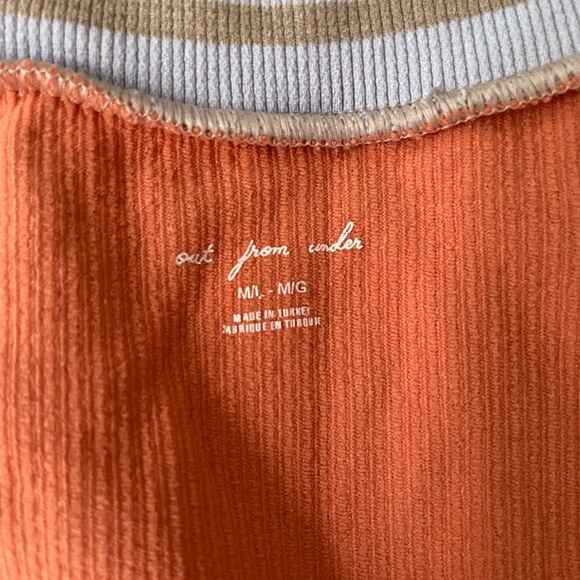 out from under
M/L - M/G
MADE IN TURKEY
FABRIQUE EN TURQUIE